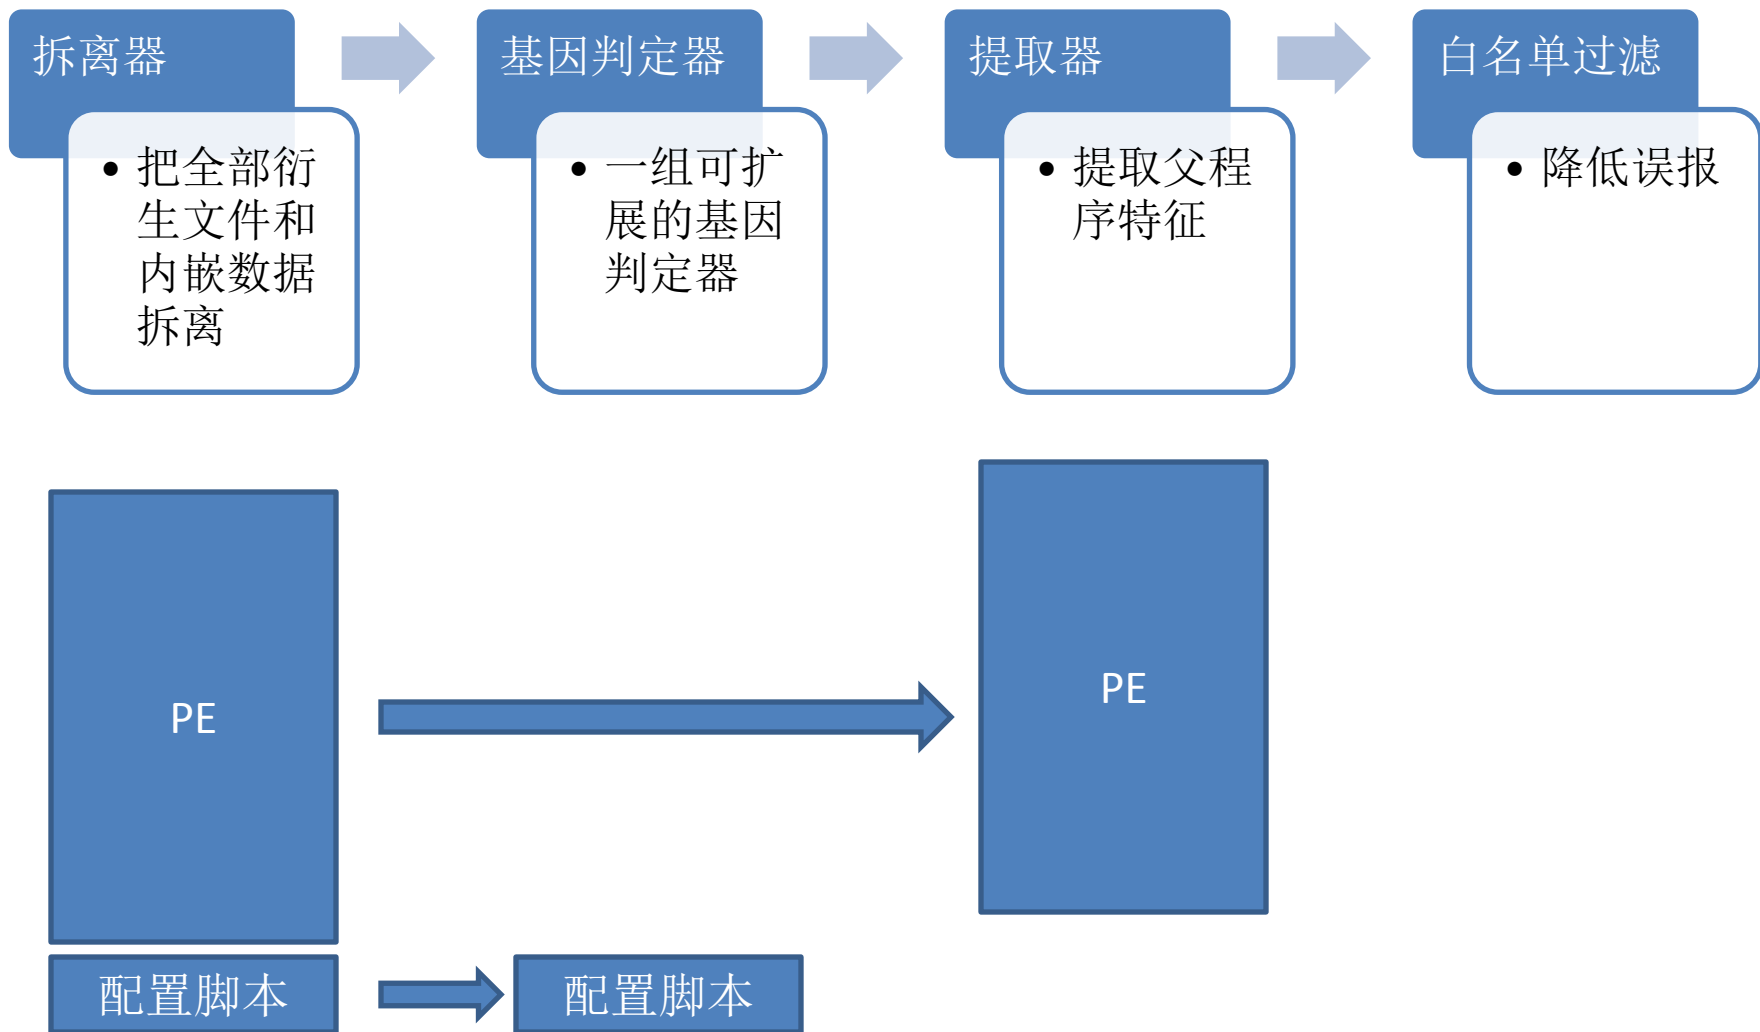 拆离器
• 把全部衍
生文件和
内嵌数据
拆离
基因判定器
• 一组可扩
展的基因
判定器
提取器
• 提取父程
序特征
白名单过滤
• 降低误报
PE
PE
配置脚本
配置脚本